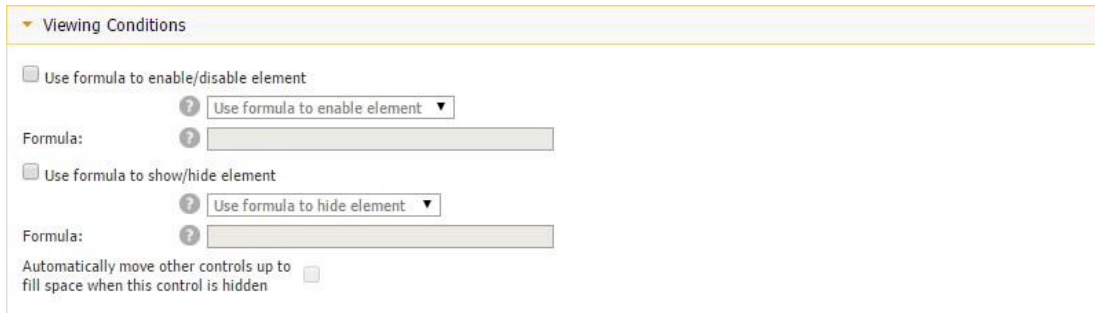 Viewing Conditions
Use formula to enable/disable element
? Use formula to enable element
Formula: ?
Use formula to show/hide element
? Use formula to hide element
Formula: ?
Automatically move other controls up to
fill space when this control is hidden